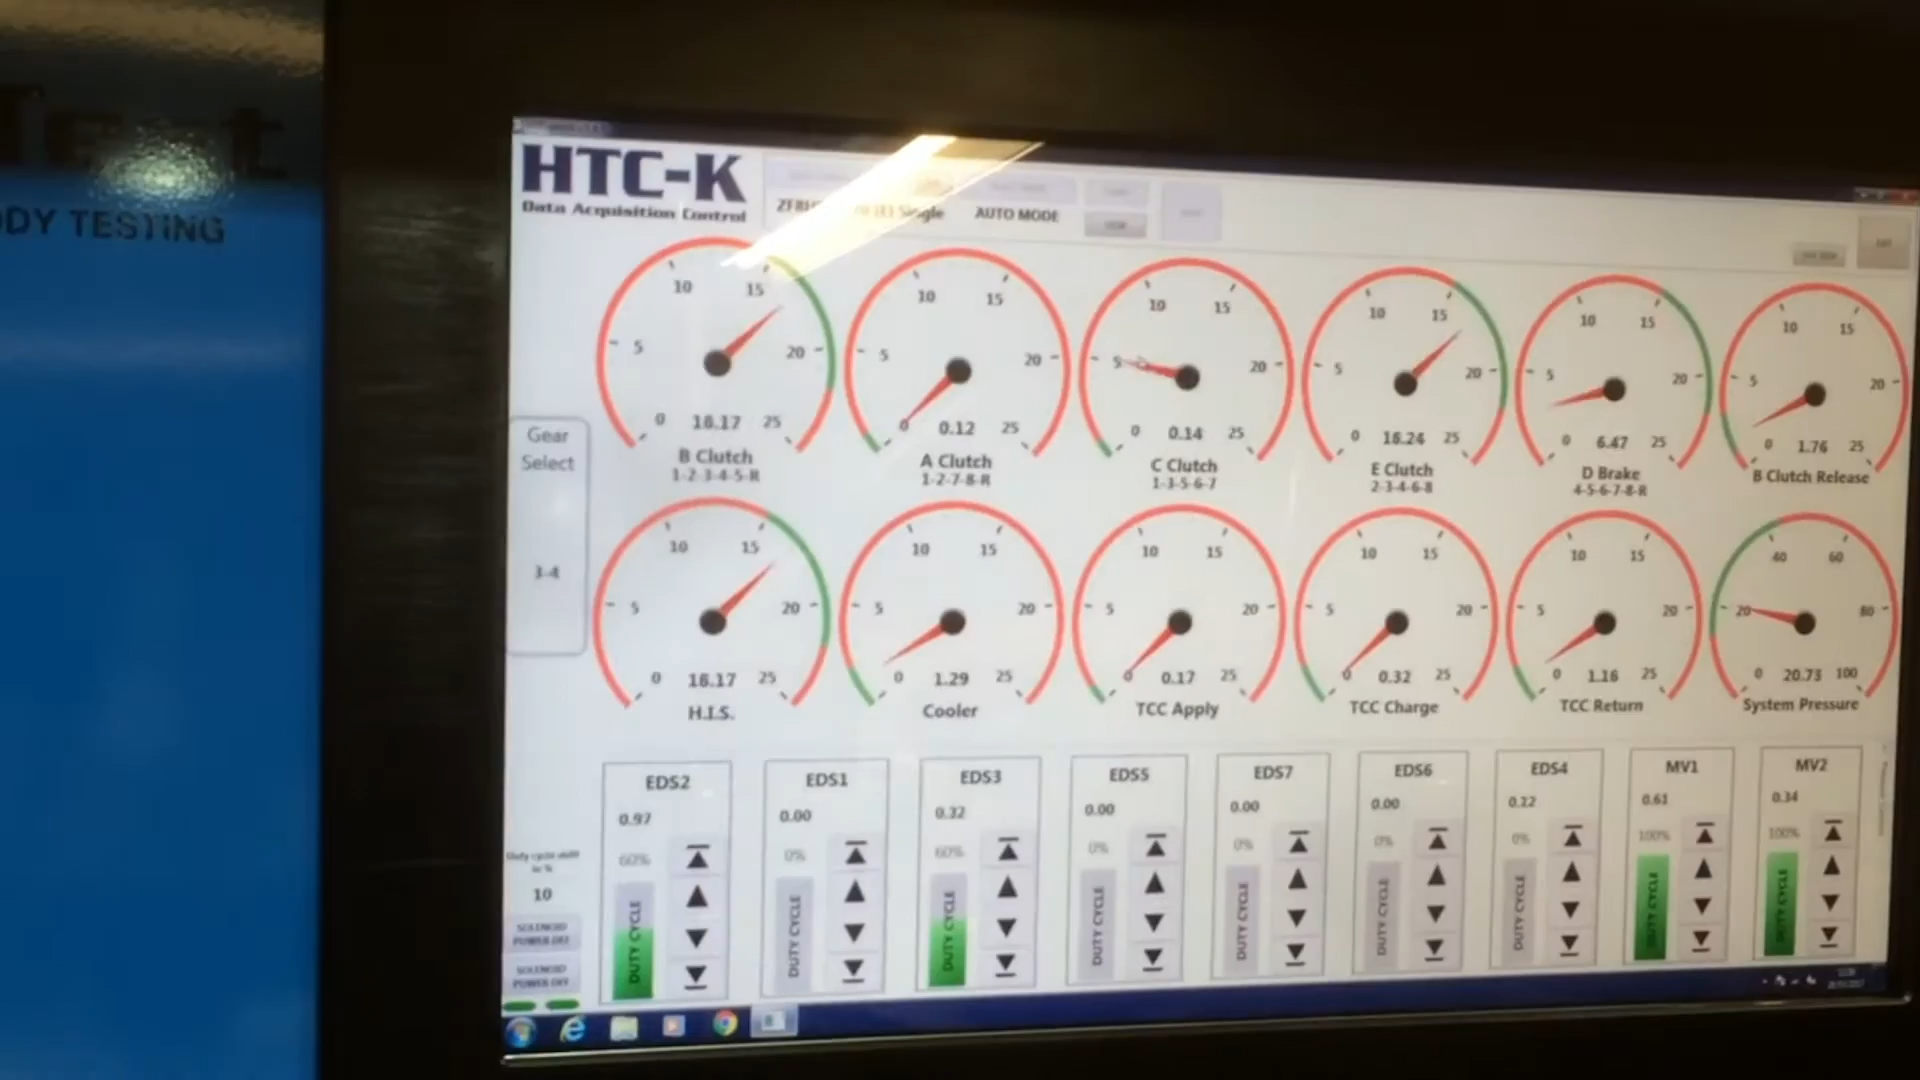 DY TESTING
HTC-K
Data Acquisition Control
Single
AUTO MODE
Gear
Select
3-4
0 5 10 15 20 25
16.17
B Clutch
1-2-3-4-5-R
0 5 10 15 20 25
0.12
A Clutch
1-2-7-8-R
0 5 10 15 20 25
0.14
C Clutch
1-3-5-6-7
0 5 10 15 20 25
16.24
E Clutch
2-3-4-6-8
0 5 10 15 20 25
6.47
D Brake
4-5-6-7-8-R
0 5 10 15 20 25
1.76
B Clutch Release
0 5 10 15 20 25
16.17
H.I.S.
0 5 10 15 20 25
1.29
Cooler
0 5 10 15 20 25
0.17
TCC Apply
0 5 10 15 20 25
0.32
TCC Charge
0 5 10 15 20 25
1.16
TCC Return
0 20 40 60 80 100
20.73
System Pressure
10
SOLENOID
POWER OFF
SOLENOID
POWER OFF
EDS2
0.97
60%
DUTY CYCLE
EDS1
0.00
0%
DUTY CYCLE
EDS3
0.32
60%
DUTY CYCLE
EDS5
0.00
0%
DUTY CYCLE
EDS7
0.00
0%
DUTY CYCLE
EDS6
0.00
0%
DUTY CYCLE
EDS4
0.12
0%
DUTY CYCLE
MV1
0.61
100%
DUTY CYCLE
MV2
0.34
100%
DUTY CYCLE